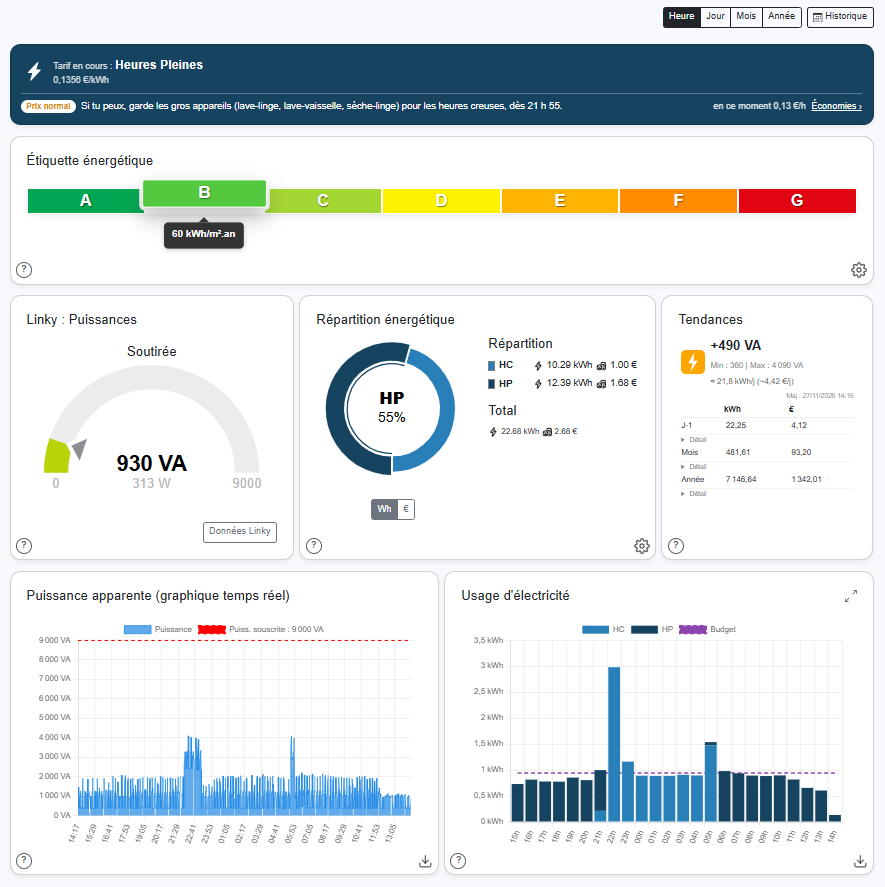 Heure Jour Mois Année Historique
Tarif en cours : Heures Pleines
0,1356 €/kWh
Prix normal Si tu peux, garde les gros appareils (lave-linge, lave-vaisselle, sèche-linge) pour les heures creuses, dès 21 h 55. en ce moment 0,13 €/h Économies ›
Étiquette énergétique
A B C D E F G
60 kWh/m².an
?
Linky : Puissances
Soutirée
930 VA
0 313 W 9000
Données Linky
?
Répartition énergétique
HP
55%
Répartition
HC 10.29 kWh 1.00 €
HP 12.39 kWh 1.68 €
Total
22.68 kWh 2.68 €
Wh €
?
Tendances
+490 VA
Min : 360 | Max : 4 090 VA
≈ 21,8 kWh/j (~4,42 €/j)
Maj : 27/11/2026 14:16
kWh €
J-1 22,25 4,12
► Détail
Mois 481,61 93,20
► Détail
Année 7 146,64 1 342,01
► Détail
?
Puissance apparente (graphique temps réel)
Puissance Puiss. souscrite : 9 000 VA
9 000 VA
8 000 VA
7 000 VA
6 000 VA
5 000 VA
4 000 VA
3 000 VA
2 000 VA
1 000 VA
0 VA
14:17 15:29 16:41 17:53 19:05 20:17 21:29 22:41 23:53 01:05 02:17 03:29 04:41 05:53 07:05 08:17 09:29 10:41 11:53 13:05
?
Usage d'électricité
HC HP Budget
3,5 kWh
3 kWh
2,5 kWh
2 kWh
1,5 kWh
1 kWh
0,5 kWh
0 kWh
15h 16h 17h 18h 19h 20h 21h 22h 23h 00h 01h 02h 03h 04h 05h 06h 07h 08h 09h 10h 11h 12h 13h 14h
?